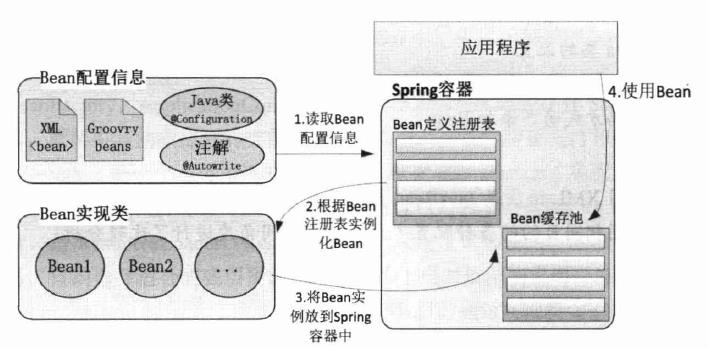 应用程序
Bean配置信息
XML
<bean>
Groovry
beans
Java类
@Configuration
注解
@Autowrite
1.读取Bean
配置信息
Spring容器
4.使用Bean
Bean定义注册表
2.根据Bean
注册表实例
化Bean
Bean缓存池
Bean实现类
Bean1
Bean2
...
3.将Bean实
例放到Spring
容器中